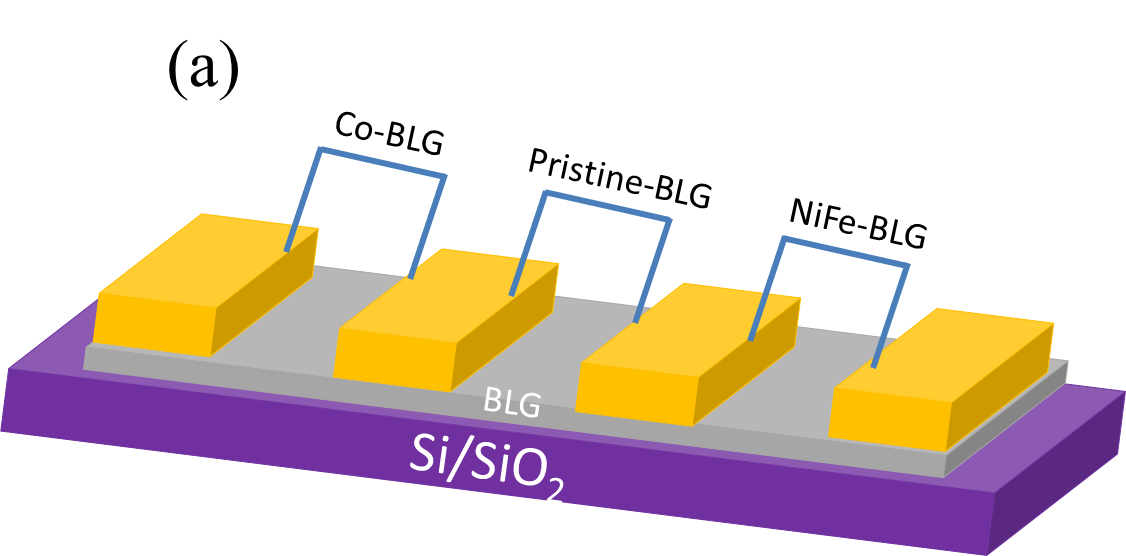 (a)
Co-BLG
Pristine-BLG
NiFe-BLG
BLG
Si/SiO₂